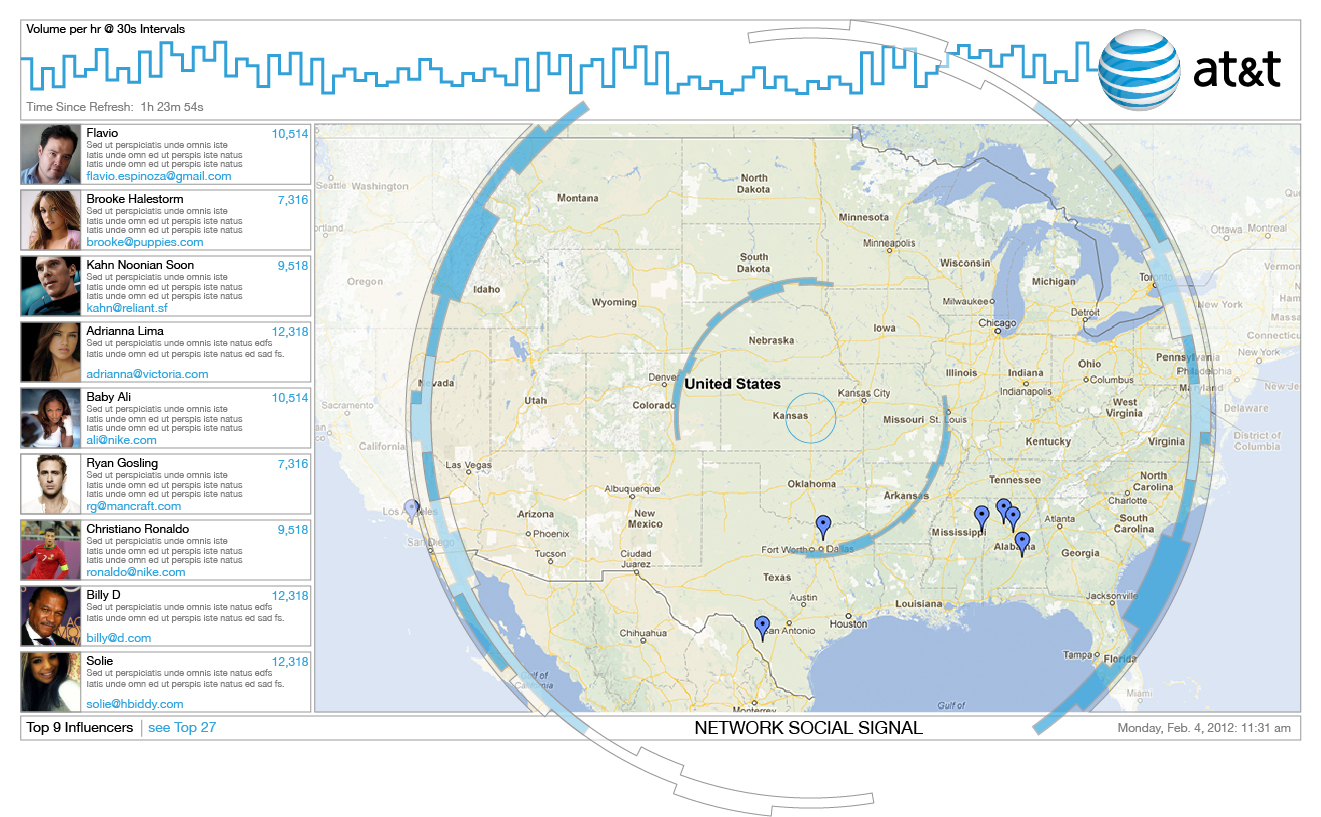 Volume per hr @ 30s Intervals
Time Since Refresh: 1h 23m 54s
at&t
Flavio 10,514
Sed ut perspiciatis unde omnis iste
latis unde omn ed ut perspis iste natus
latis unde omn ed ut perspis iste natus
flavio.espinoza@gmail.com
Brooke Halestorm 7,316
Sed ut perspiciatis unde omnis iste
latis unde omn ed ut perspis iste natus
latis unde omn ed ut perspis iste natus
brooke@puppies.com
Kahn Noonian Soon 9,518
Sed ut perspiciatis unde omnis iste
latis unde omn ed ut perspis iste natus
latis unde omn ed ut perspis iste natus
kahn@reliant.sf
Adrianna Lima 12,318
Sed ut perspiciatis unde omnis iste natus edfs
latis unde omn ed ut perspis iste natus ed sad fs.
adrianna@victoria.com
Baby Ali 10,514
Sed ut perspiciatis unde omnis iste
latis unde omn ed ut perspis iste natus
latis unde omn ed ut perspis iste natus
ali@nike.com
Ryan Gosling 7,316
Sed ut perspiciatis unde omnis iste
latis unde omn ed ut perspis iste natus
latis unde omn ed ut perspis iste natus
rg@mancraft.com
Christiano Ronaldo 9,518
Sed ut perspiciatis unde omnis iste
latis unde omn ed ut perspis iste natus
latis unde omn ed ut perspis iste natus
ronaldo@nike.com
Billy D 12,318
Sed ut perspiciatis unde omnis iste natus edfs
latis unde omn ed ut perspis iste natus ed sad fs.
billy@d.com
Solie 12,318
Sed ut perspiciatis unde omnis iste natus edfs
latis unde omn ed ut perspis iste natus ed sad fs.
solie@hbiddy.com
Seattle Washington
Montana
North
Dakota
Minnesota
Minneapolis
Ottawa Montreal
Oregon
Idaho
South
Dakota
Wisconsin
Michigan
Toronto
Vermont
Wyoming
Milwaukee
Detroit
New York
Chicago
Massa
Connecticu
Iowa
Nebraska
New York
Ohio
Pennsylvania
Philadelphia
Nevada
Denver
United States
Illinois
Indiana
Columbus
Maryland
New Je
Utah
Colorado
Kansas City
Indianapolis
Sacramento
Kansas
Missouri St. Louis
West
Virginia
Delaware
California
Kentucky
Virginia
District of
Columbia
Las Vegas
Tennessee
North
Carolina
Oklahoma
Albuquerque
Arkansas
Charlotte
Los Angeles
Arizona
New
Mexico
Atlanta
South
Carolina
Phoenix
Mississippi
San Diego
Fort Worth Dallas
Alabama
Georgia
Tucson
Ciudad
Juarez
Texas
Austin
Louisiana
Jacksonville
Houston
Chihuahua
San Antonio
Tampa
Florida
Gulf of
California
Miami
Monterrey
Gulf of
Top 9 Influencers | see Top 27
NETWORK SOCIAL SIGNAL
Monday, Feb. 4, 2012: 11:31 am